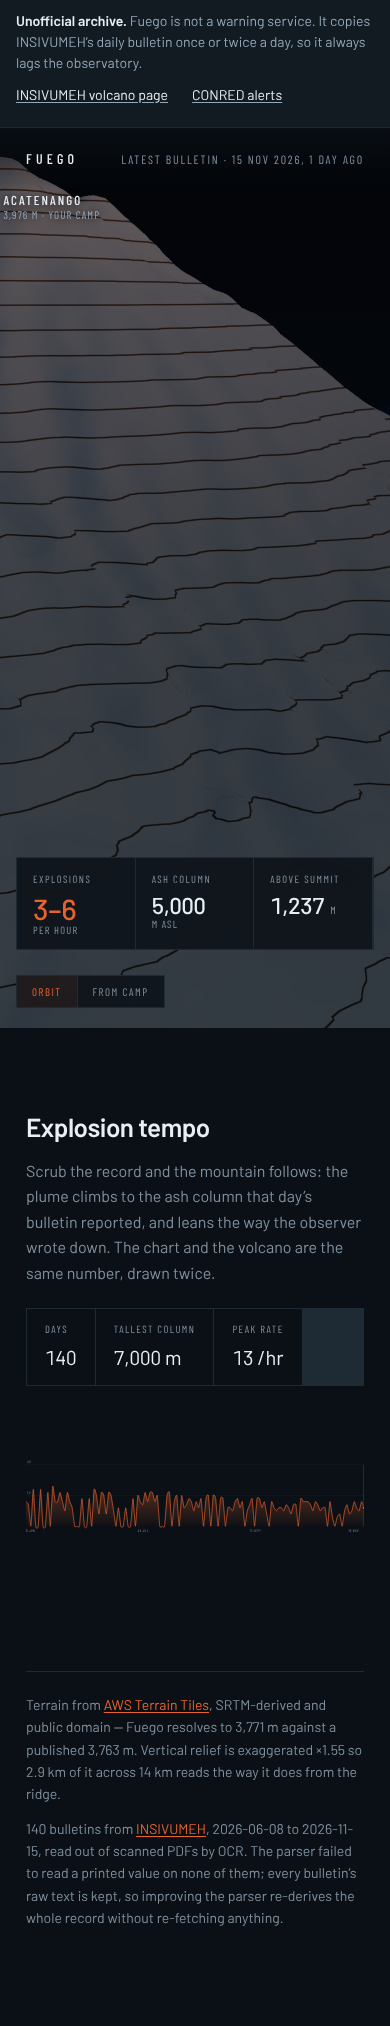 Unofficial archive. Fuego is not a warning service. It copies
INSIVUMEH's daily bulletin once or twice a day, so it always
lags the observatory.
INSIVUMEH volcano page CONRED alerts
FUEGO LATEST BULLETIN · 15 NOV 2026, 1 DAY AGO
ACATENANGO
3,976 M · YOUR CAMP
EXPLOSIONS ASH COLUMN ABOVE SUMMIT
3–6 5,000 1,237 M
PER HOUR M ASL
ORBIT FROM CAMP
Explosion tempo
Scrub the record and the mountain follows: the
plume climbs to the ash column that day's
bulletin reported, and leans the way the observer
wrote down. The chart and the volcano are the
same number, drawn twice.
DAYS TALLEST COLUMN PEAK RATE
140 7,000 m 13 /hr
Terrain from AWS Terrain Tiles, SRTM-derived and
public domain — Fuego resolves to 3,771 m against a
published 3,763 m. Vertical relief is exaggerated ×1.55 so
2.9 km of it across 14 km reads the way it does from the
ridge.
140 bulletins from INSIVUMEH, 2026-06-08 to 2026-11-
15, read out of scanned PDFs by OCR. The parser failed
to read a printed value on none of them; every bulletin's
raw text is kept, so improving the parser re-derives the
whole record without re-fetching anything.